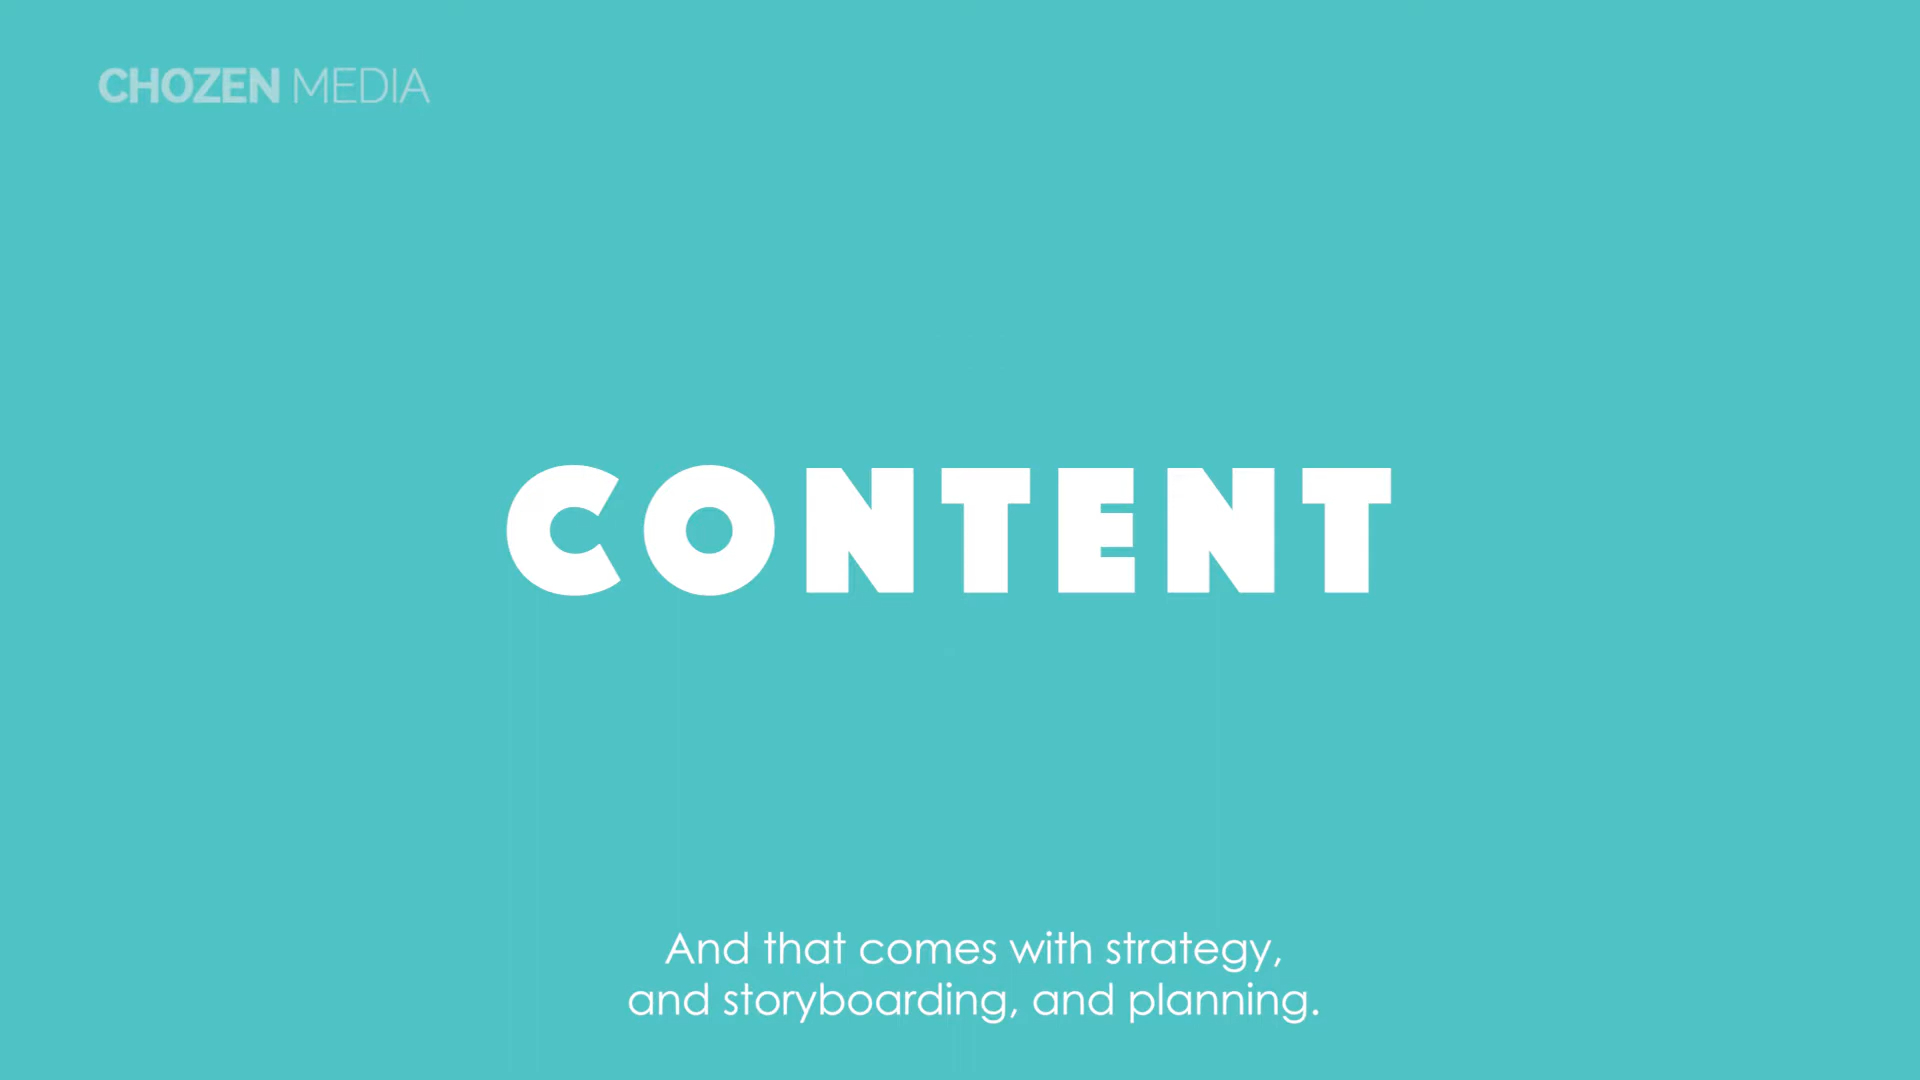 CHOZEN MEDIA
CONTENT
And that comes with strategy,
and storyboarding, and planning.